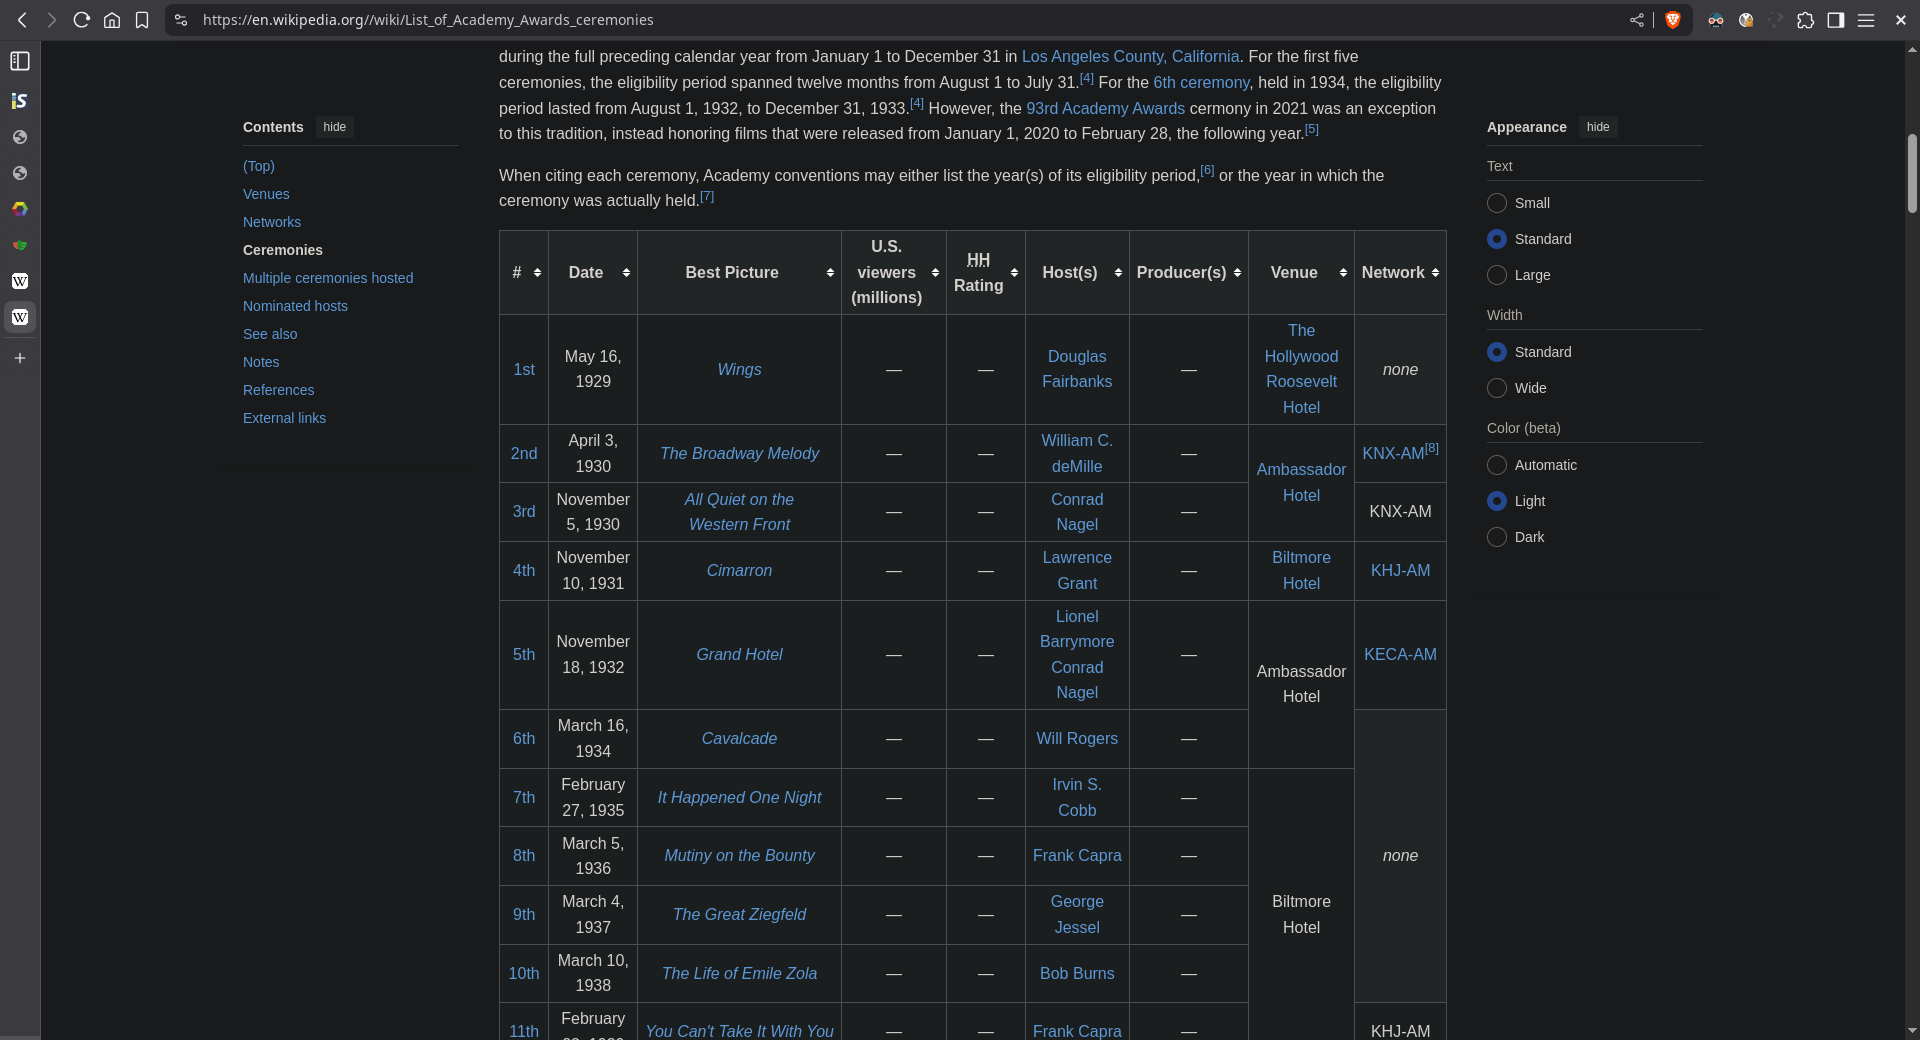 https://en.wikipedia.org//wiki/List_of_Academy_Awards_ceremonies
during the full preceding calendar year from January 1 to December 31 in Los Angeles County, California. For the first five
ceremonies, the eligibility period spanned twelve months from August 1 to July 31.[4] For the 6th ceremony, held in 1934, the eligibility
period lasted from August 1, 1932, to December 31, 1933.[4] However, the 93rd Academy Awards cermony in 2021 was an exception
to this tradition, instead honoring films that were released from January 1, 2020 to February 28, the following year.[5]
When citing each ceremony, Academy conventions may either list the year(s) of its eligibility period,[6] or the year in which the
ceremony was actually held.[7]
Contents hide
(Top)
Venues
Networks
Ceremonies
Multiple ceremonies hosted
Nominated hosts
See also
Notes
References
External links
# Date Best Picture U.S. viewers (millions) HH Rating Host(s) Producer(s) Venue Network
1st May 16, 1929 Wings — — Douglas Fairbanks — The Hollywood Roosevelt Hotel none
2nd April 3, 1930 The Broadway Melody — — William C. deMille — Ambassador Hotel KNX-AM[8]
3rd November 5, 1930 All Quiet on the Western Front — — Conrad Nagel — KNX-AM
4th November 10, 1931 Cimarron — — Lawrence Grant — Biltmore Hotel KHJ-AM
5th November 18, 1932 Grand Hotel — — Lionel Barrymore Conrad Nagel — Ambassador Hotel KECA-AM
6th March 16, 1934 Cavalcade — — Will Rogers — none
7th February 27, 1935 It Happened One Night — — Irvin S. Cobb — Biltmore Hotel
8th March 5, 1936 Mutiny on the Bounty — — Frank Capra —
9th March 4, 1937 The Great Ziegfeld — — George Jessel —
10th March 10, 1938 The Life of Emile Zola — — Bob Burns —
11th February You Can't Take It With You — — Frank Capra — KHJ-AM
Appearance hide
Text
Small
Standard
Large
Width
Standard
Wide
Color (beta)
Automatic
Light
Dark